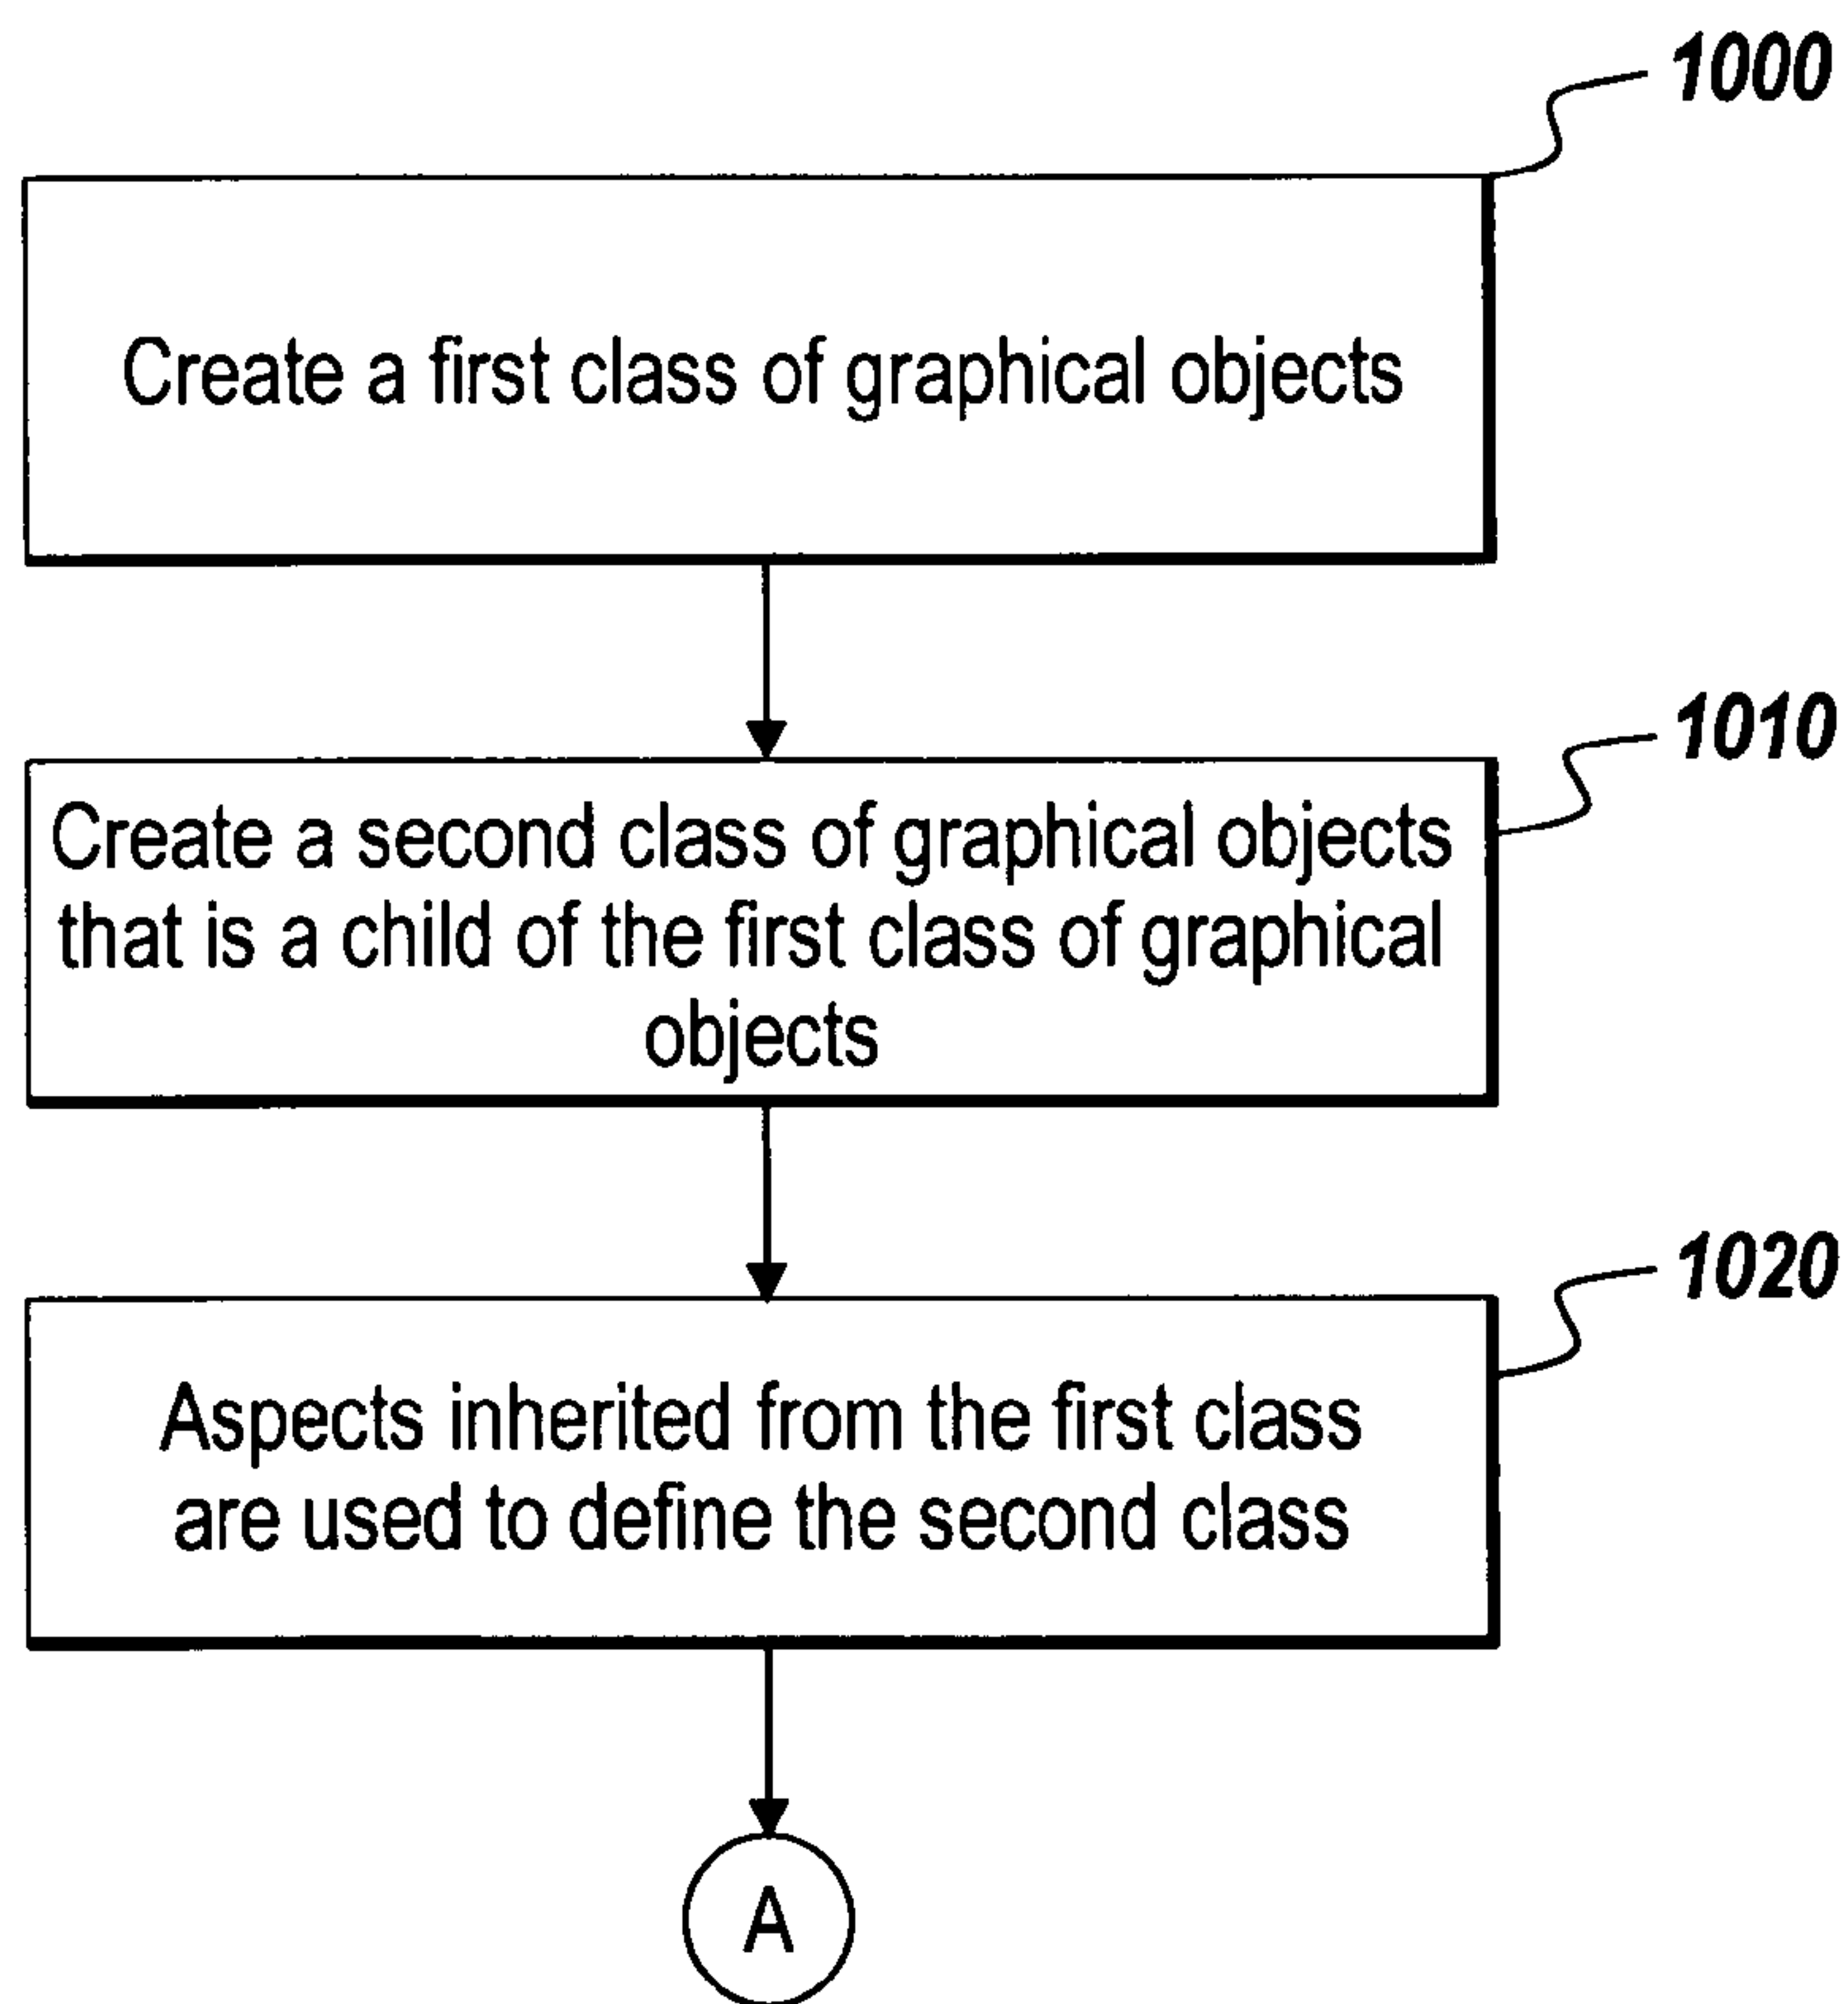 1000
Create a first class of graphical objects
1010
Create a second class of graphical objects
that is a child of the first class of graphical
objects
1020
Aspects inherited from the first class
are used to define the second class
A